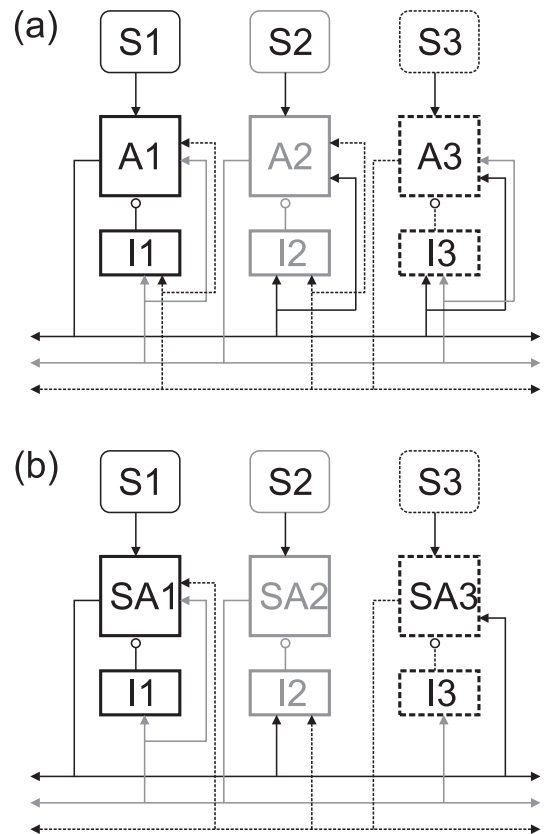 (a)
S1 S2 S3
A1 A2 A3
I1 I2 I3
(b)
S1 S2 S3
SA1 SA2 SA3
I1 I2 I3